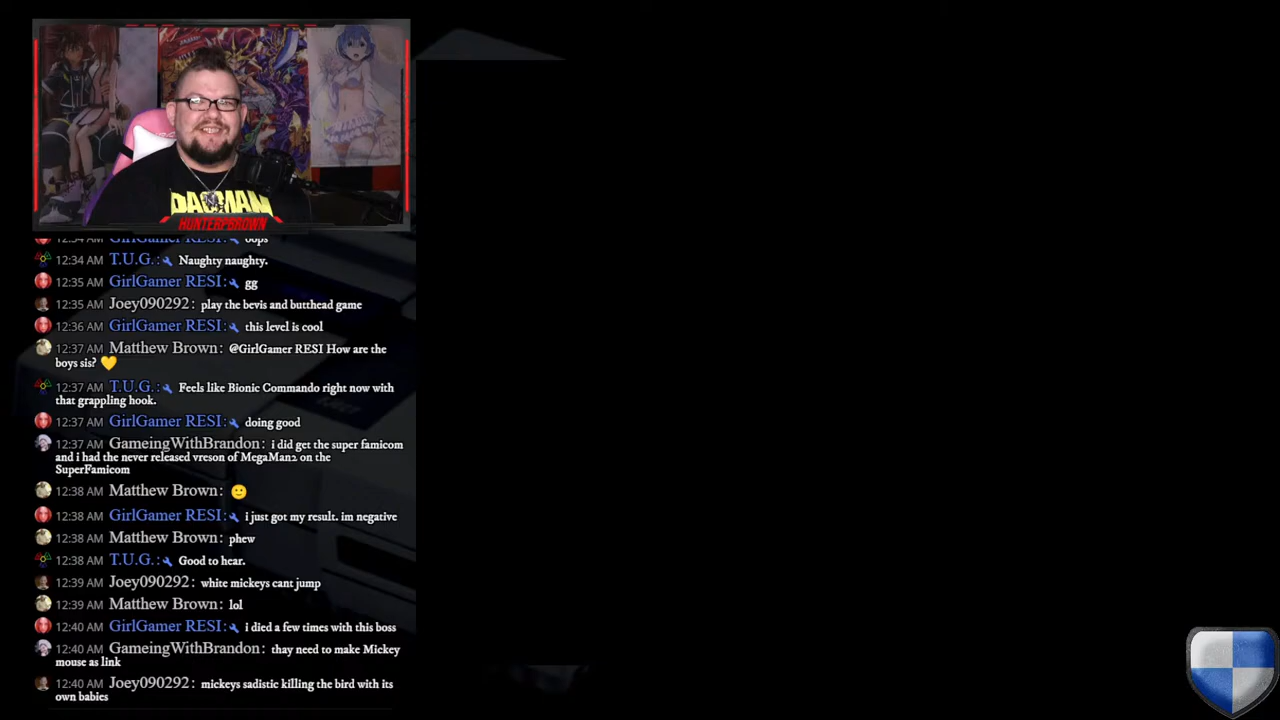 DAGMAN
HUNTERPBROWN
12:34 AM GirlGamer RESI: oops
12:34 AM T.U.G.: Naughty naughty.
12:35 AM GirlGamer RESI: gg
12:35 AM Joey090292: play the bevis and butthead game
12:36 AM GirlGamer RESI: this level is cool
12:37 AM Matthew Brown: @GirlGamer RESI How are the
boys sis? 💛
12:37 AM T.U.G.: Feels like Bionic Commando right now with
that grappling hook.
12:37 AM GirlGamer RESI: doing good
12:37 AM GameingWithBrandon: i did get the super famicom
and i had the never released vreson of MegaMan2 on the
SuperFamicom
12:38 AM Matthew Brown: 🙂
12:38 AM GirlGamer RESI: i just got my result. im negative
12:38 AM Matthew Brown: phew
12:38 AM T.U.G.: Good to hear.
12:39 AM Joey090292: white mickeys cant jump
12:39 AM Matthew Brown: lol
12:40 AM GirlGamer RESI: i died a few times with this boss
12:40 AM GameingWithBrandon: thay need to make Mickey
mouse as link
12:40 AM Joey090292: mickeys sadistic killing the bird with its
own babies